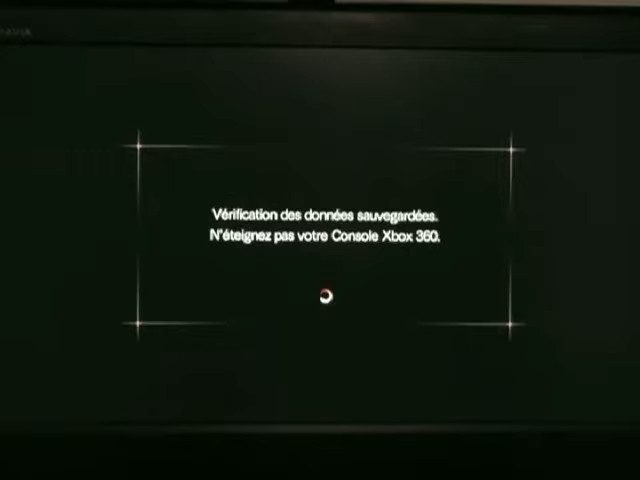 Vérification des données sauvegardées.
N'éteignez pas votre Console Xbox 360.